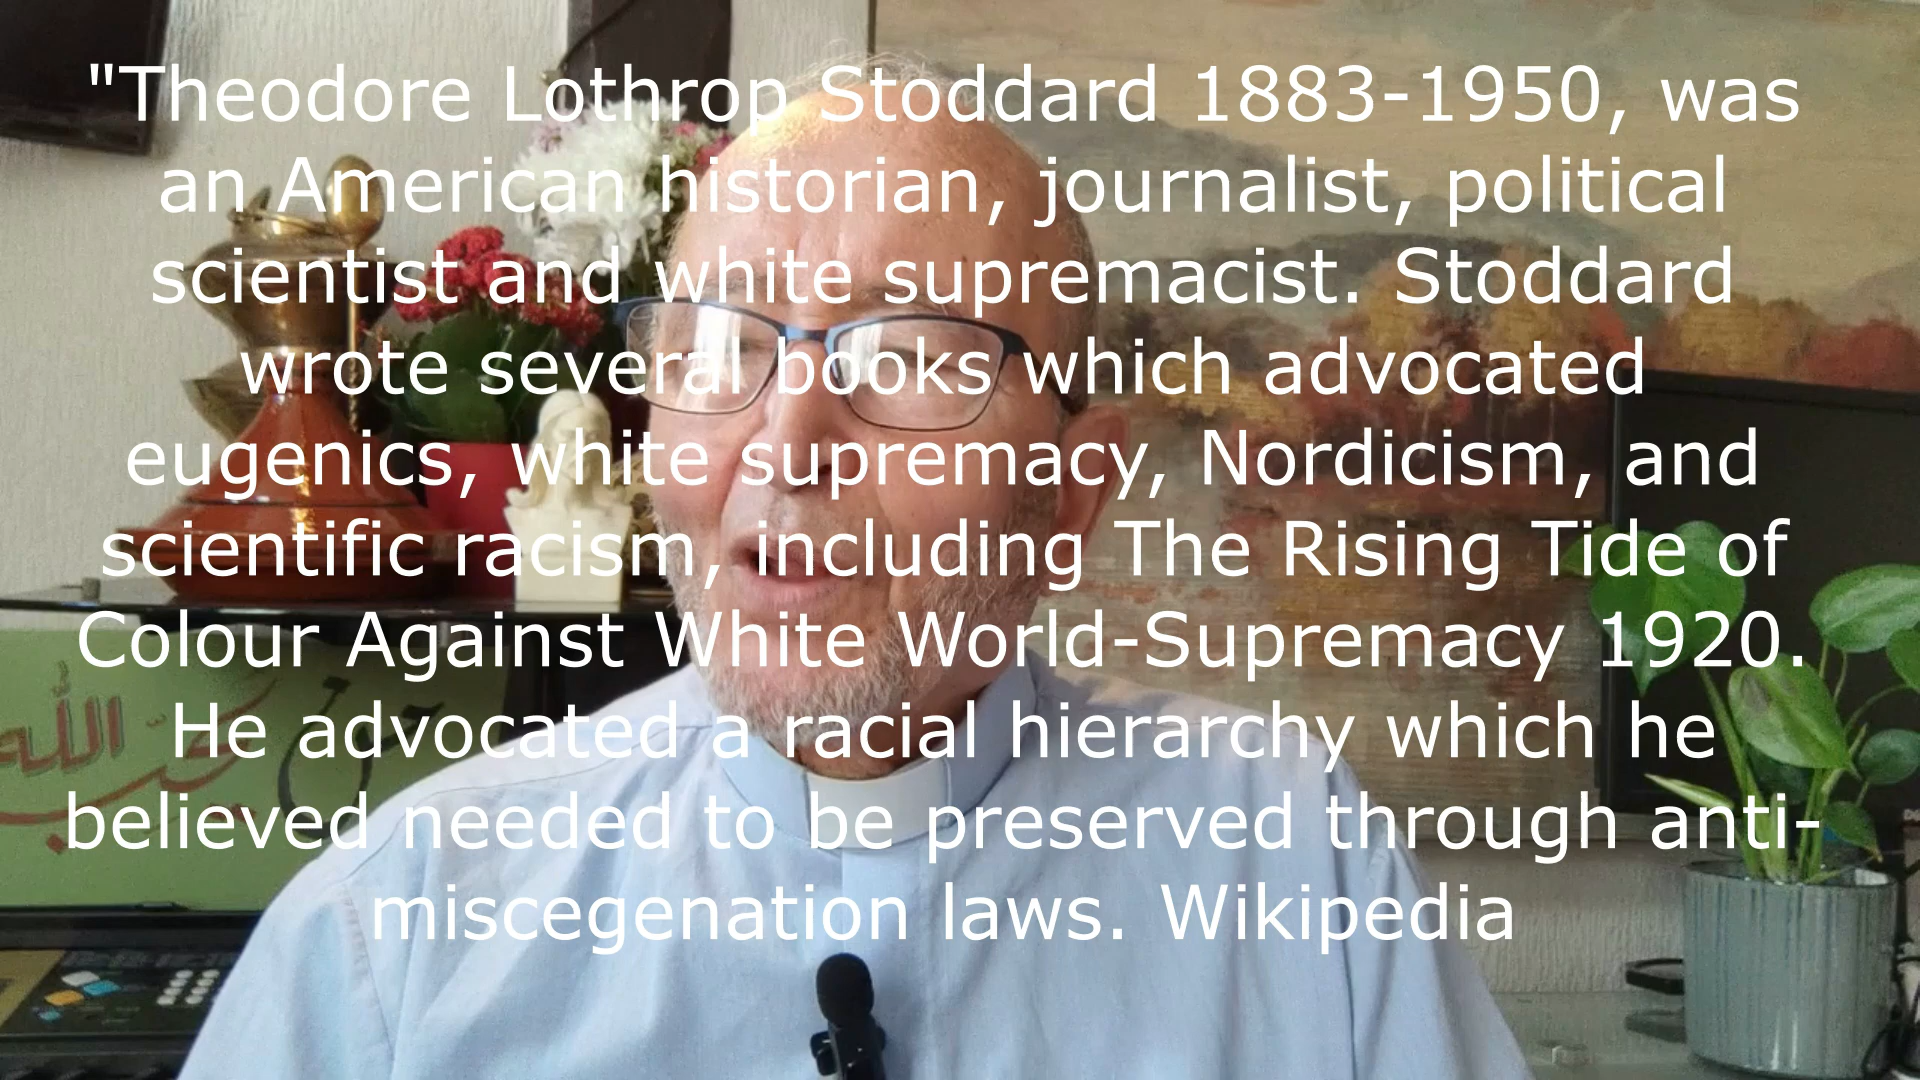 "Theodore Lothrop Stoddard 1883-1950, was
an American historian, journalist, political
scientist and white supremacist. Stoddard
wrote several books which advocated
eugenics, white supremacy, Nordicism, and
scientific racism, including The Rising Tide of
Colour Against White World-Supremacy 1920.
He advocated a racial hierarchy which he
believed needed to be preserved through anti-
miscegenation laws. Wikipedia
الله